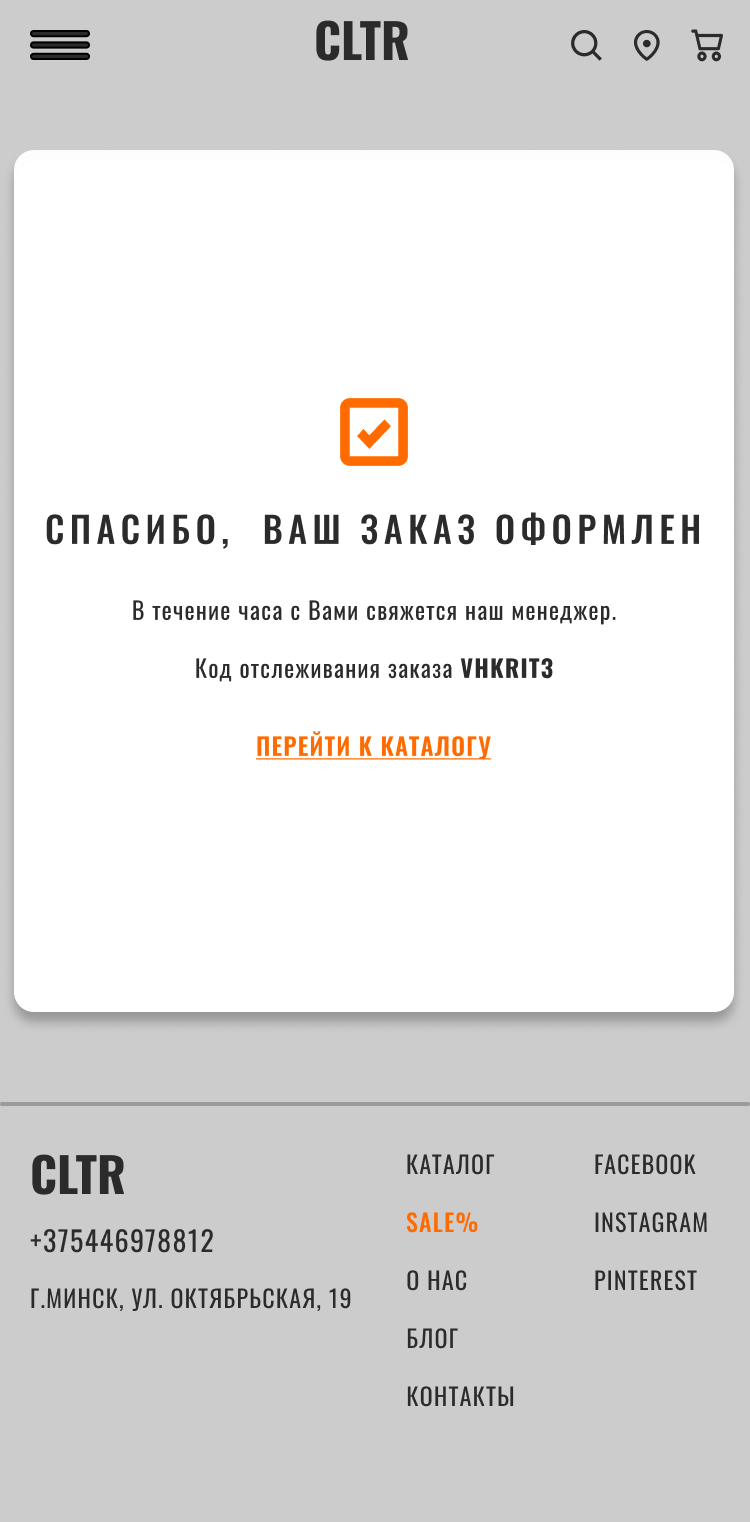 CLTR
СПАСИБО, ВАШ ЗАКАЗ ОФОРМЛЕН
В течение часа с Вами свяжется наш менеджер.
Код отслеживания заказа VHKRIT3
ПЕРЕЙТИ К КАТАЛОГУ
CLTR
+375446978812
Г.МИНСК, УЛ. ОКТЯБРЬСКАЯ, 19
КАТАЛОГ
SALE%
О НАС
БЛОГ
КОНТАКТЫ
FACEBOOK
INSTAGRAM
PINTEREST